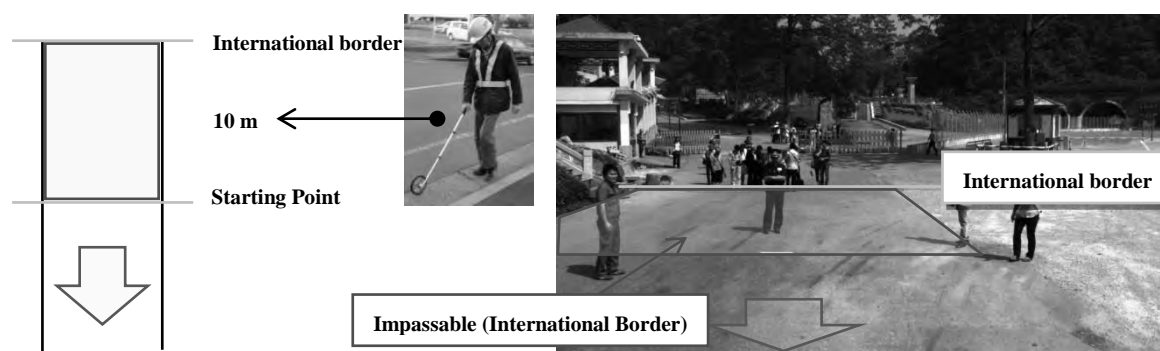 International border
10 m
Starting Point
International border
Impassable (International Border)